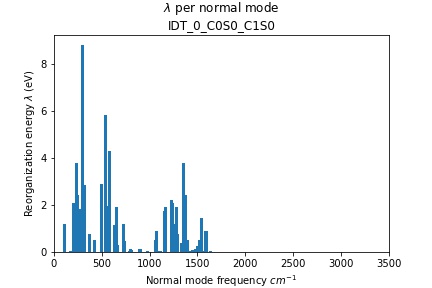 λ per normal mode
IDT_0_C0S0_C1S0
Reorganization energy λ (eV)
8
6
4
2
0
0 500 1000 1500 2000 2500 3000 3500
Normal mode frequency cm⁻¹